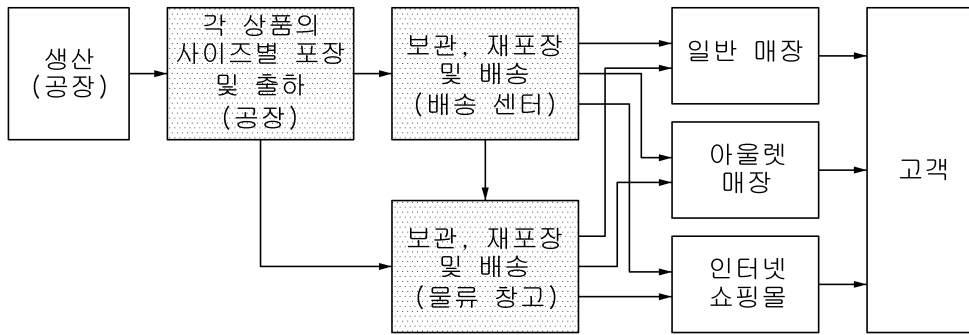 생산
(공장)
각 상품의
사이즈별 포장
및 출하
(공장)
보관, 재포장
및 배송
(배송 센터)
보관, 재포장
및 배송
(물류 창고)
일반 매장
아울렛
매장
인터넷
쇼핑몰
고객